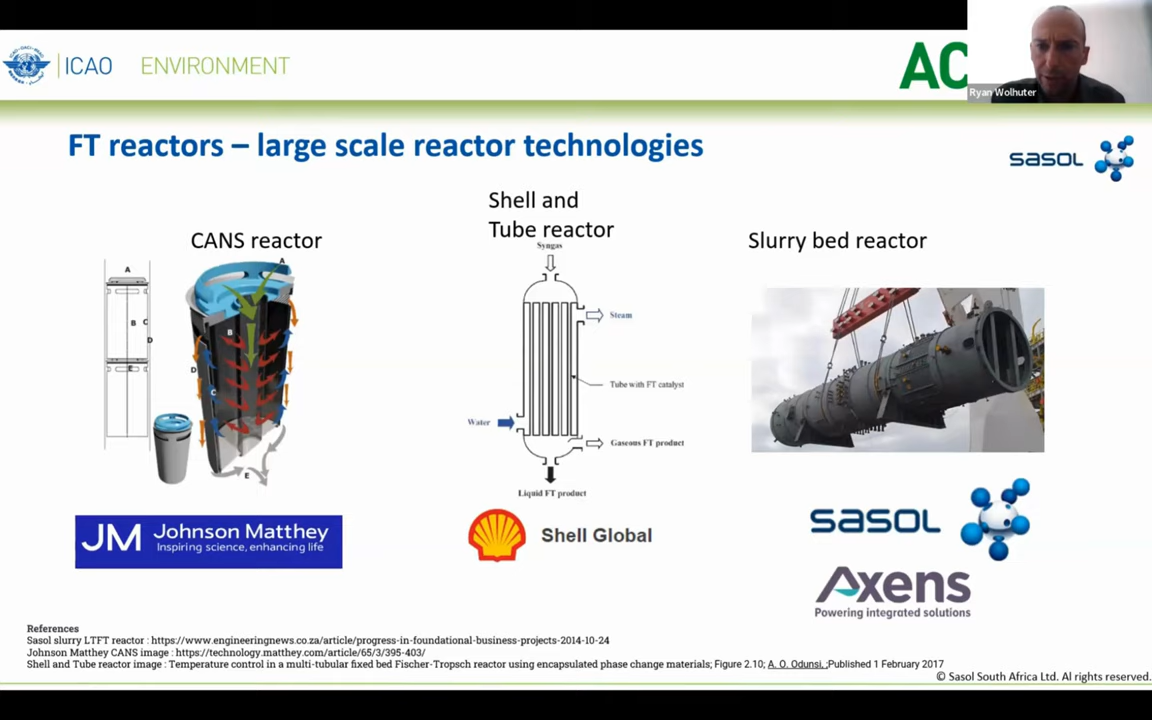 ICAO
ENVIRONMENT
AC
Ryan Wolhuter
FT reactors – large scale reactor technologies
sasol
CANS reactor
A
A
B
C
D
E
B
D
C
E
Shell and
Tube reactor
Syngas
Steam
Tube with FT catalyst
Water
Gaseous FT product
Liquid FT product
Slurry bed reactor
JM Johnson Matthey
Inspiring science, enhancing life
Shell Global
sasol
Axens
Powering integrated solutions
References
Sasol slurry LTFT reactor : https://www.engineeringnews.co.za/article/progress-in-foundational-business-projects-2014-10-24
Johnson Matthey CANS image : https://technology.matthey.com/article/65/3/395-403/
Shell and Tube reactor image : Temperature control in a multi-tubular fixed bed Fischer-Tropsch reactor using encapsulated phase change materials; Figure 2.10; A. O. Odunsi, ;Published 1 February 2017
© Sasol South Africa Ltd. Al rights reserved.